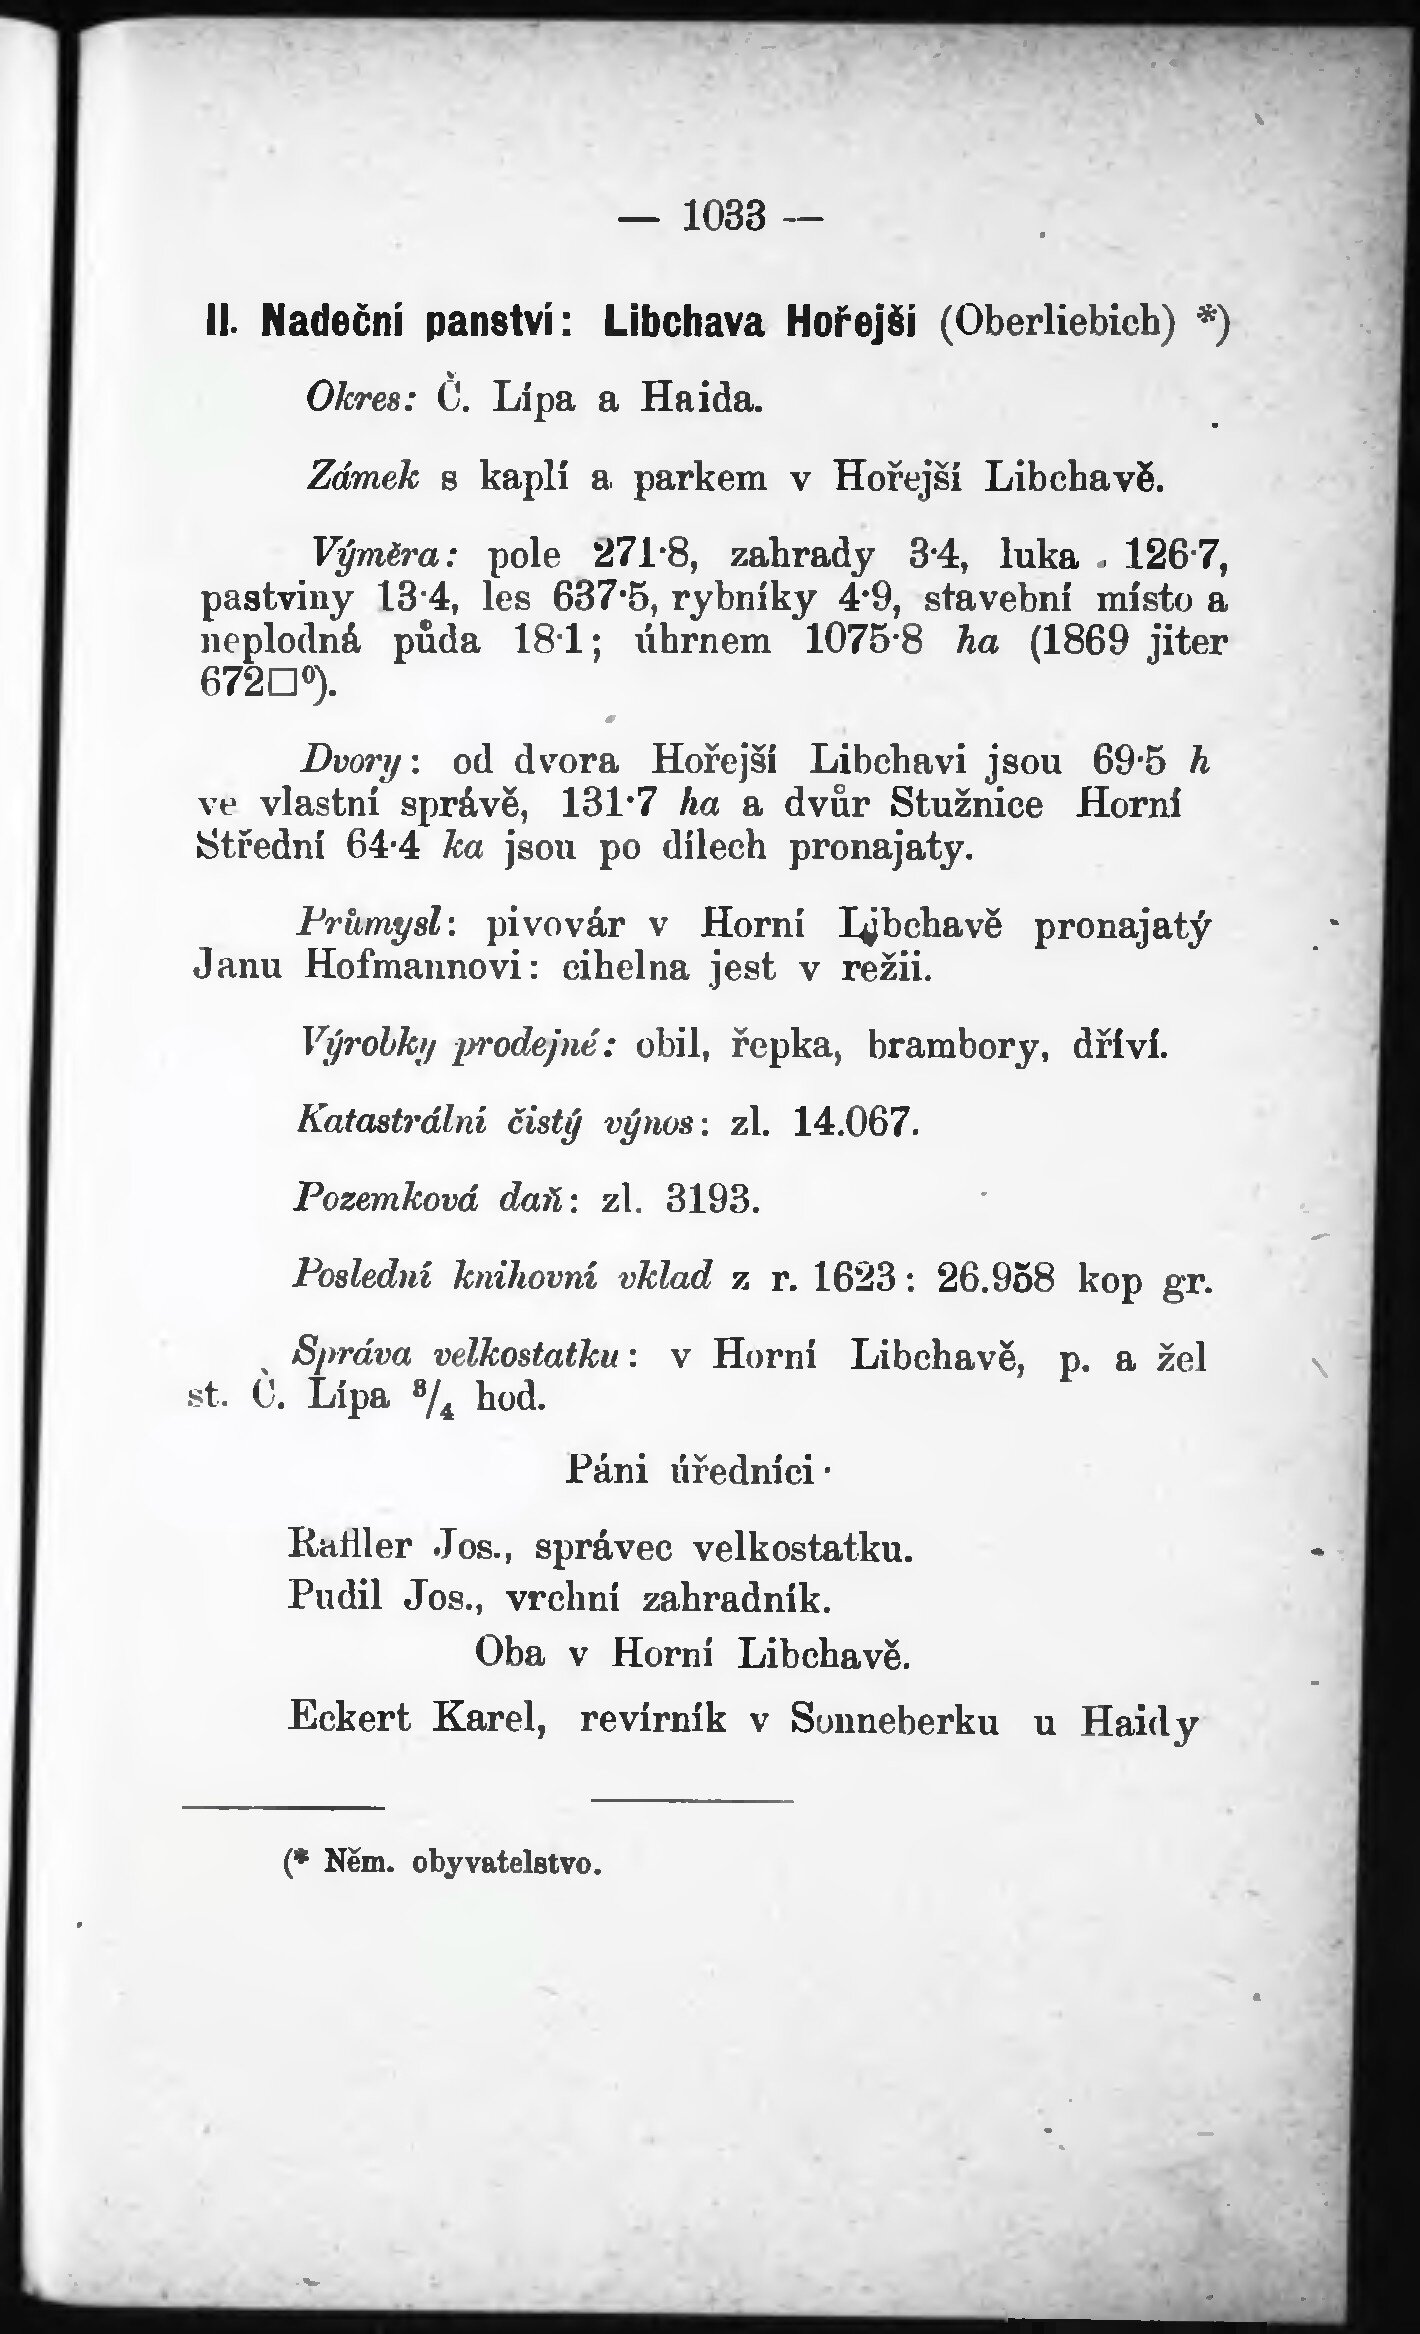 — 1033 —
II. Nadeční panství: Libchava Hořejší (Oberliebich) *)
Okres: Č. Lípa a Haida.
Zámek s kaplí a parkem v Hořejší Libchavě.
Výměra: pole 271·8, zahrady 3·4, luka 126·7,
pastviny 13·4, les 637·5, rybníky 4·9, stavební místo a
neplodná půda 18·1; úhrnem 1075·8 ha (1869 jiter
672□⁰).
Dvory: od dvora Hořejší Libchavi jsou 69·5 h
ve vlastní správě, 131·7 ha a dvůr Stužnice Horní
Střední 64·4 ka jsou po dílech pronajaty.
Průmysl: pivovár v Horní Libchavě pronajatý
Janu Hofmannovi: cihelna jest v režii.
Výrobky prodejné: obil, řepka, brambory, dříví.
Katastrální čistý výnos: zl. 14.067.
Pozemková daň: zl. 3193.
Poslední knihovní vklad z r. 1623: 26.958 kop gr.
Správa velkostatku: v Horní Libchavě, p. a žel
st. Č. Lípa ³/₄ hod.
Páni úředníci·
Jos., správec velkostatku.
Pudil Jos., vrchní zahradník.
Oba v Horní Libchavě.
Eckert Karel, revírník v Sonneberku u Haidy
(* Něm. obyvatelstvo.